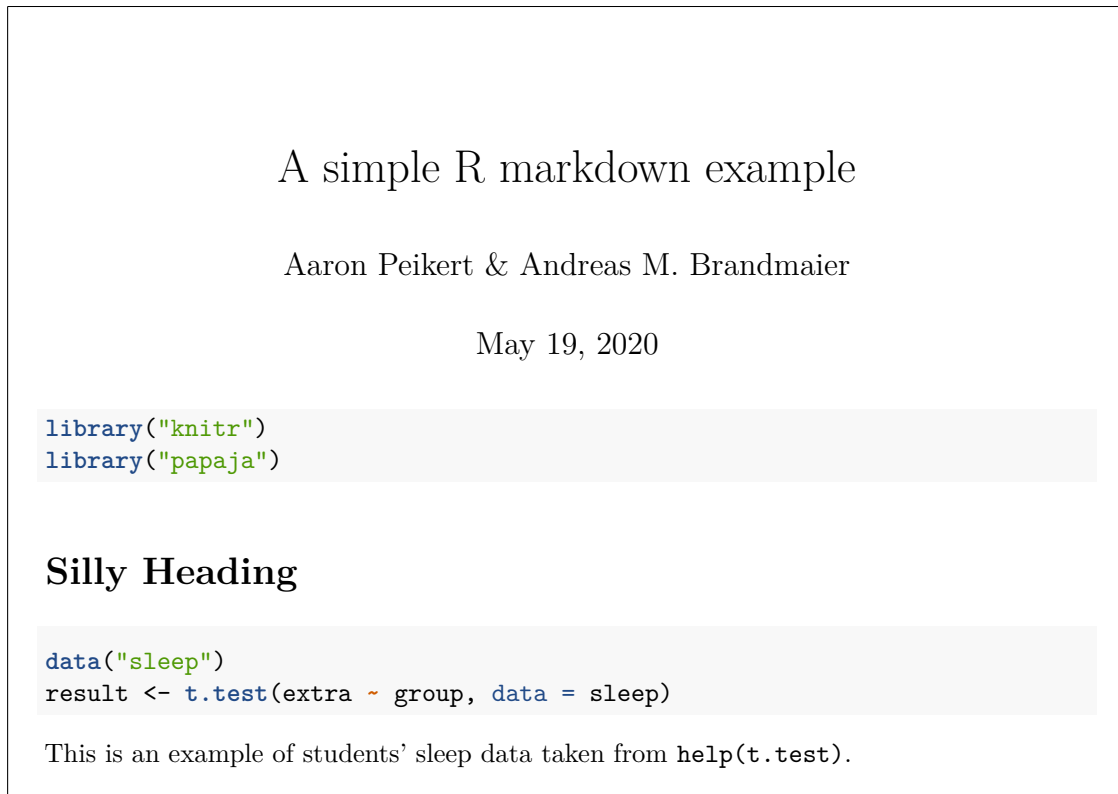 A simple R markdown example
Aaron Peikert & Andreas M. Brandmaier
May 19, 2020
library("knitr")
library("papaja")
Silly Heading
data("sleep")
result <- t.test(extra ~ group, data = sleep)
This is an example of students’ sleep data taken from help(t.test).